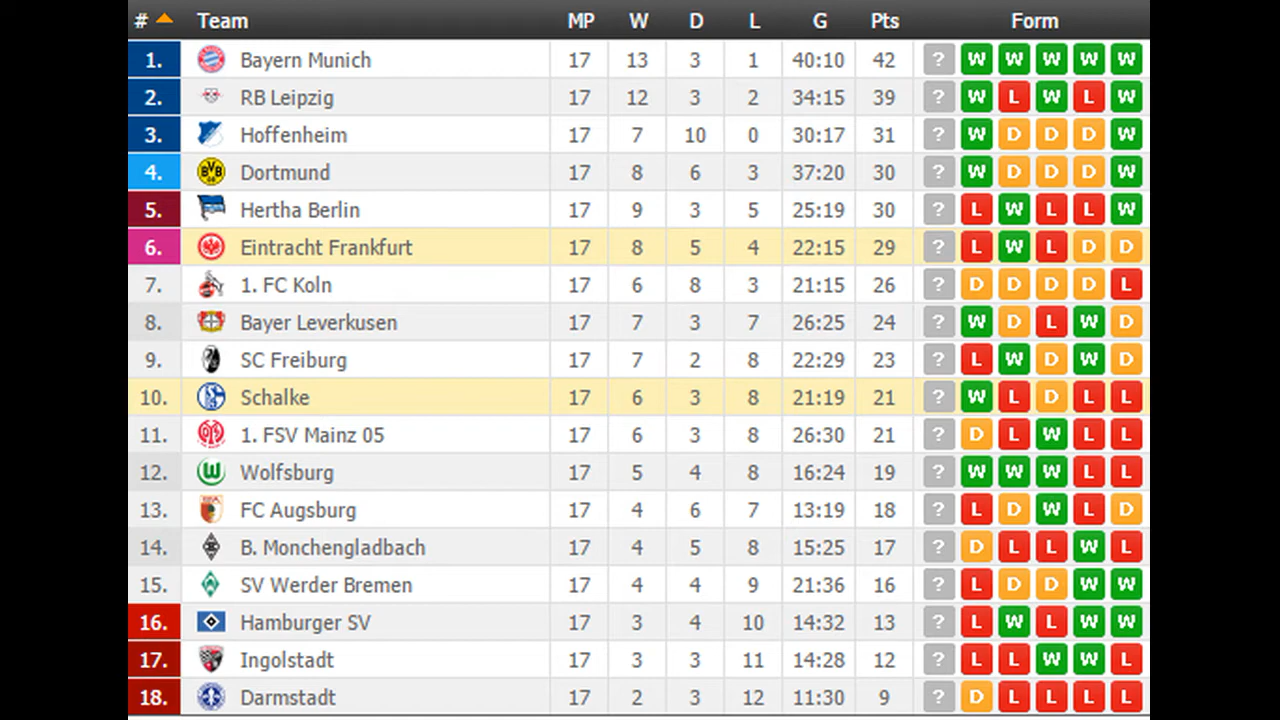 # Team MP W D L G Pts Form
1. Bayern Munich 17 13 3 1 40:10 42 ? W W W W W
2. RB Leipzig 17 12 3 2 34:15 39 ? W L W L W
3. Hoffenheim 17 7 10 0 30:17 31 ? W D D D W
4. Dortmund 17 8 6 3 37:20 30 ? W D D D W
5. Hertha Berlin 17 9 3 5 25:19 30 ? L W L L W
6. Eintracht Frankfurt 17 8 5 4 22:15 29 ? L W L D D
7. 1. FC Koln 17 6 8 3 21:15 26 ? D D D D L
8. Bayer Leverkusen 17 7 3 7 26:25 24 ? W D L W D
9. SC Freiburg 17 7 2 8 22:29 23 ? L W D W D
10. Schalke 17 6 3 8 21:19 21 ? W L D L L
11. 1. FSV Mainz 05 17 6 3 8 26:30 21 ? D L W L L
12. Wolfsburg 17 5 4 8 16:24 19 ? W W W L L
13. FC Augsburg 17 4 6 7 13:19 18 ? L D W L D
14. B. Monchengladbach 17 4 5 8 15:25 17 ? D L L W L
15. SV Werder Bremen 17 4 4 9 21:36 16 ? L D D W W
16. Hamburger SV 17 3 4 10 14:32 13 ? L W L W W
17. Ingolstadt 17 3 3 11 14:28 12 ? L L W W L
18. Darmstadt 17 2 3 12 11:30 9 ? D L L L L